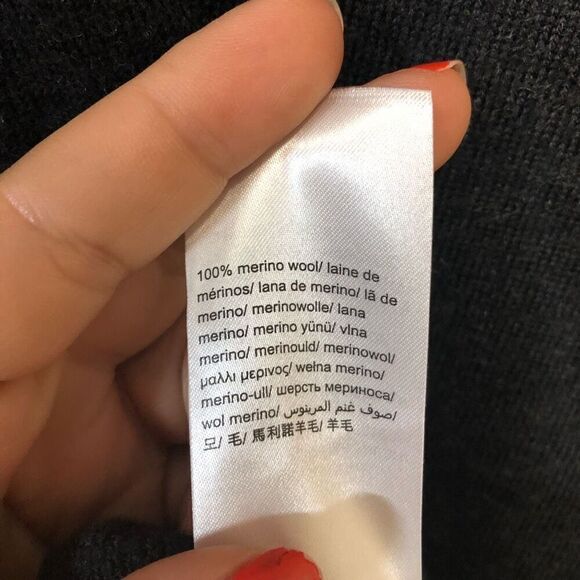 100% merino wool/ laine de
mérinos/ lana de merino/ lã de
merino/ merinowolle/ lana
merino/ merino yünü/ vlna
merino/ merinould/ merinowol/
μαλλι μερινος/ wełna merino/
merino-ull/ шерсть мериноса/
wol merino/ صوف غنم المرينوس/
모/ 毛/ 馬利諾羊毛/ 羊毛